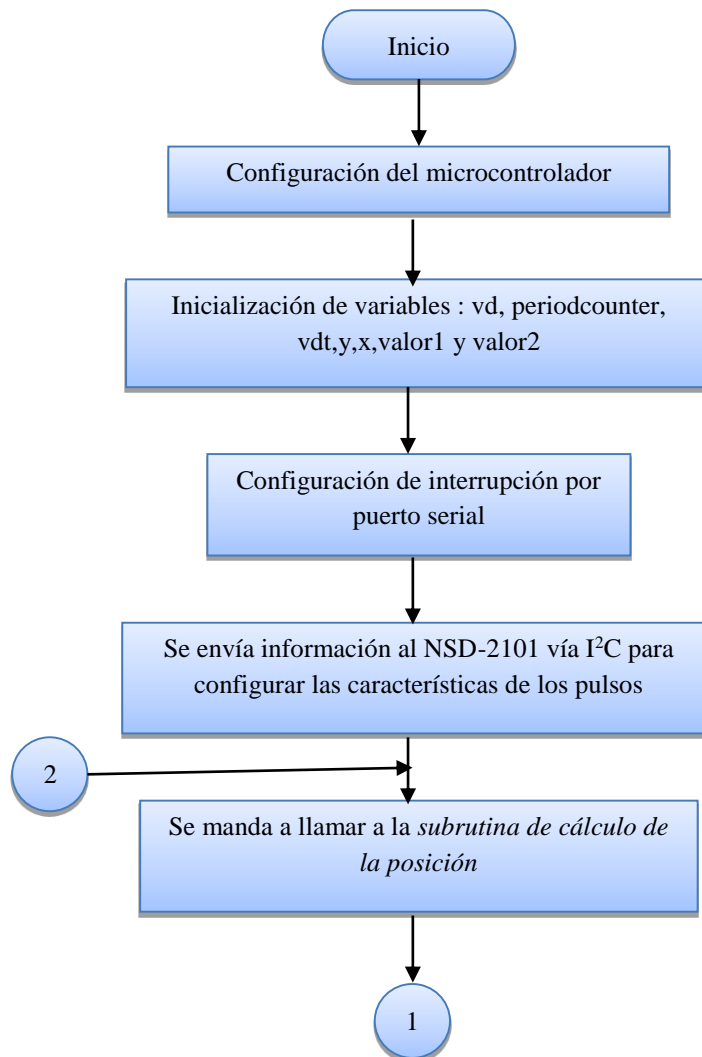 Inicio
Configuración del microcontrolador
Inicialización de variables : vd, periodcounter,
vdt,y,x,valor1 y valor2
Configuración de interrupción por
puerto serial
Se envía información al NSD-2101 vía I²C para
configurar las características de los pulsos
2
Se manda a llamar a la subrutina de cálculo de
la posición
1